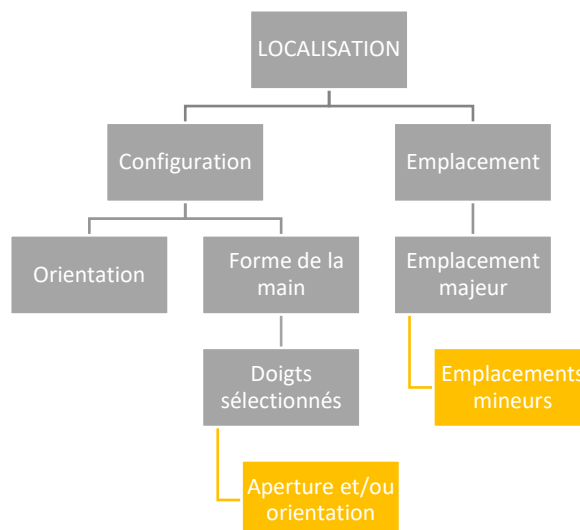 LOCALISATION
Configuration
Emplacement
Orientation
Forme de la
main
Emplacement
majeur
Doigts
sélectionnés
Emplacements
mineurs
Aperture et/ou
orientation